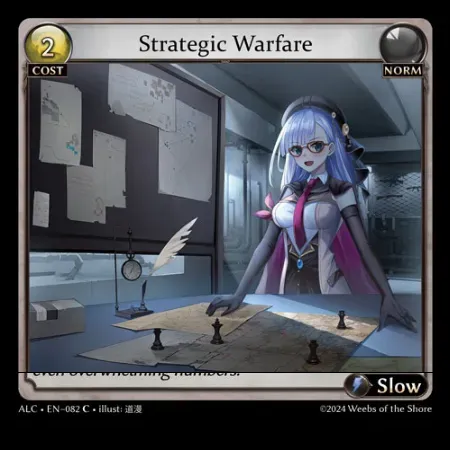 2
Strategic Warfare
COST
NORM
even overwhelming numbers.
Slow
ALC • EN-082 C • illust: 道漫
©2024 Weebs of the Shore